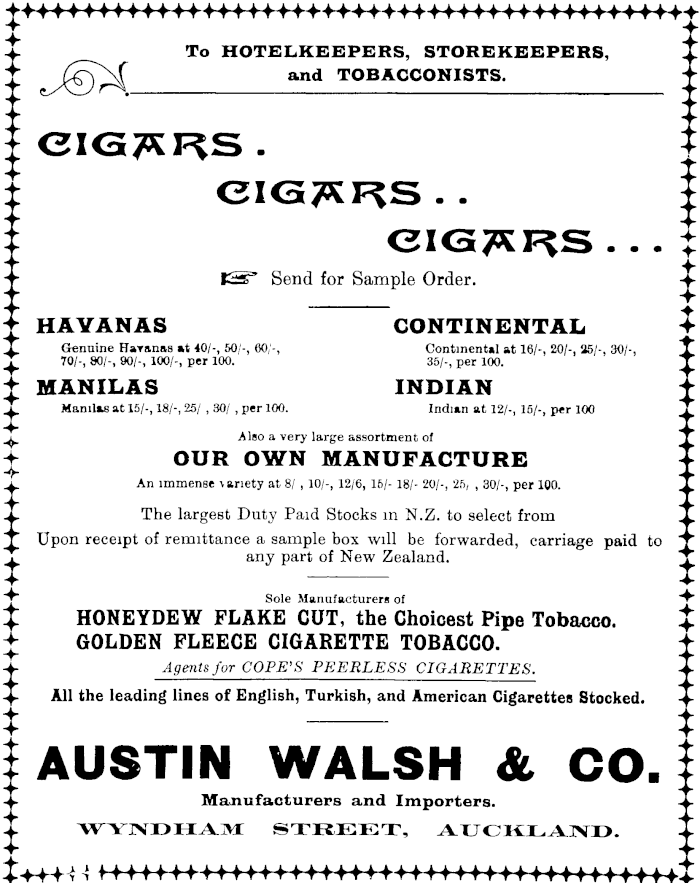 To HOTELKEEPERS, STOREKEEPERS,
and TOBACCONISTS.
CIGARS.
CIGARS..
CIGARS...
Send for Sample Order.
HAVANAS
Genuine Havanas at 40/-, 50/-, 60/-,
70/-, 80/-, 90/-, 100/-, per 100.
MANILAS
Manilas at 15/-, 18/-, 25/ , 30/ , per 100.
CONTINENTAL
Continental at 16/-, 20/-, 25/-, 30/-,
35/-, per 100.
INDIAN
Indian at 12/-, 15/-, per 100
Also a very large assortment of
OUR OWN MANUFACTURE
An immense variety at 8/ , 10/-, 12/6, 15/- 18/- 20/-, 25/ , 30/-, per 100.
The largest Duty Paid Stocks in N.Z. to select from
Upon receipt of remittance a sample box will be forwarded, carriage paid to
any part of New Zealand.
Sole Manufacturers of
HONEYDEW FLAKE CUT, the Choicest Pipe Tobacco.
GOLDEN FLEECE CIGARETTE TOBACCO.
Agents for COPE'S PEERLESS CIGARETTES.
All the leading lines of English, Turkish, and American Cigarettes Stocked.
AUSTIN WALSH & CO.
Manufacturers and Importers.
WYNDHAM STREET, AUCKLAND.